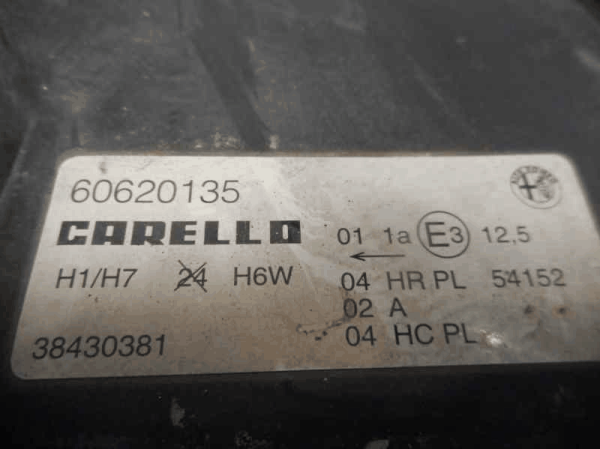 60620135
CARELLO 01 1a E3 12,5
H1/H7 24 H6W ← 04 HR PL 54152
02 A
38430381 04 HC PL